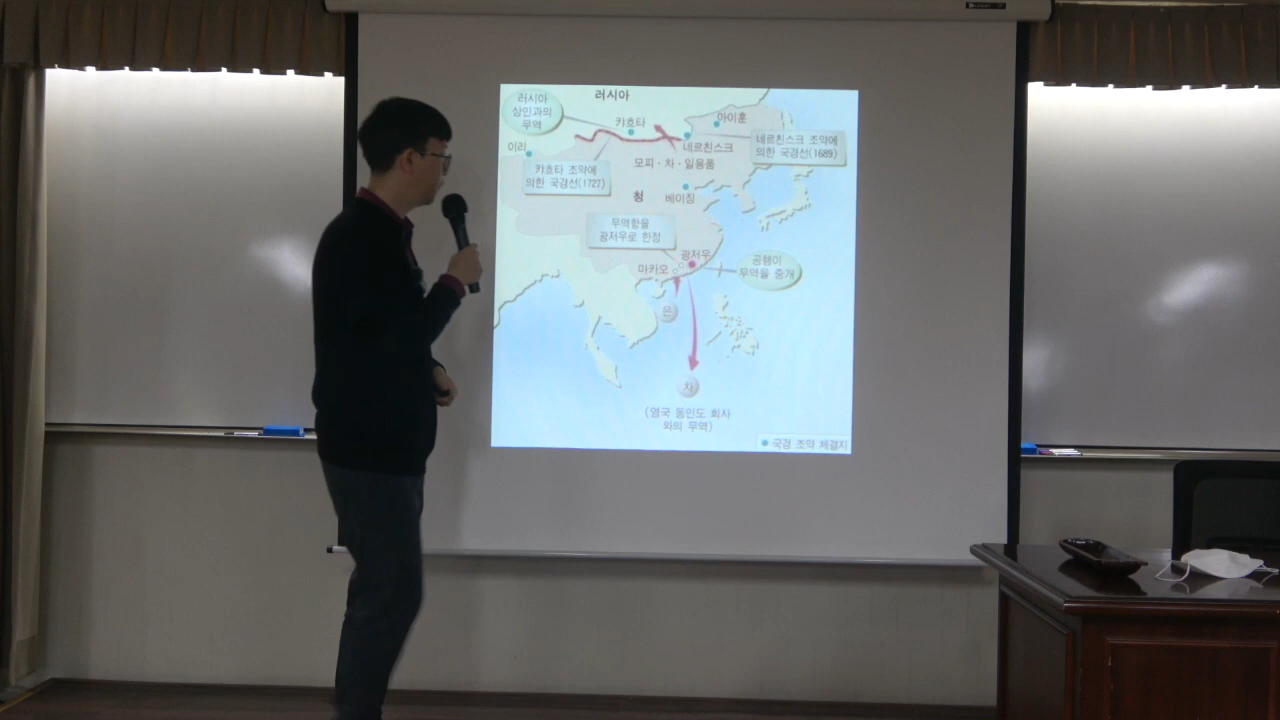 러시아
러시아
상인과의
무역
캬흐타
아이훈
이리
네르친스크
네르친스크 조약에
의한 국경선(1689)
모피·차·일용품
캬흐타 조약에
의한 국경선(1727)
청
베이징
무역항을
광저우로 한정
광저우
마카오
공행이
무역을 중개
은
차
(영국 동인도 회사
와의 무역)
국경 조약 체결지